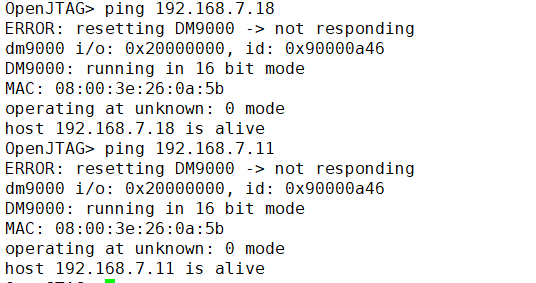 OpenJTAG> ping 192.168.7.18
ERROR: resetting DM9000 -> not responding
dm9000 i/o: 0x20000000, id: 0x90000a46
DM9000: running in 16 bit mode
MAC: 08:00:3e:26:0a:5b
operating at unknown: 0 mode
host 192.168.7.18 is alive
OpenJTAG> ping 192.168.7.11
ERROR: resetting DM9000 -> not responding
dm9000 i/o: 0x20000000, id: 0x90000a46
DM9000: running in 16 bit mode
MAC: 08:00:3e:26:0a:5b
operating at unknown: 0 mode
host 192.168.7.11 is alive
OpenJTAG>